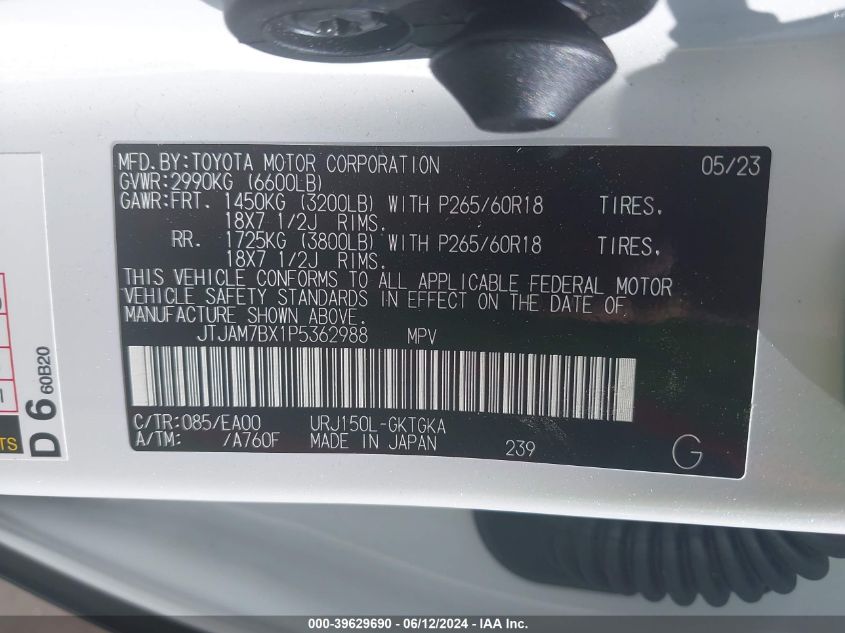 MFD.BY:TOYOTA MOTOR CORPORATION 05/23
GVWR:2990KG (6600LB)
GAWR:FRT. 1450KG (3200LB) WITH P265/60R18 TIRES.
18X7 1/2J RIMS.
RR. 1725KG (3800LB) WITH P265/60R18 TIRES.
18X7 1/2J RIMS.
THIS VEHICLE CONFORMS TO ALL APPLICABLE FEDERAL MOTOR
VEHICLE SAFETY STANDARDS IN EFFECT ON THE DATE OF
MANUFACTURE SHOWN ABOVE.
JTJAM7BX1P5362988 MPV
C/TR:085/EA00 URJ150L-GKTGKA
A/TM: /A760F MADE IN JAPAN 239 G
D 6 60B20
TS
000-39629690 - 06/12/2024 - IAA Inc.